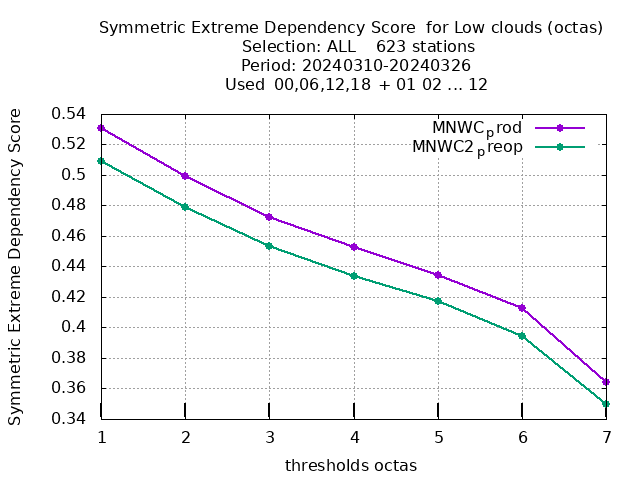 Symmetric Extreme Dependency Score  for Low clouds (octas)
Selection: ALL    623 stations
Period: 20240310-20240326
Used  00,06,12,18 + 01 02 ... 12
Symmetric Extreme Dependency Score
0.54
0.52
0.5
0.48
0.46
0.44
0.42
0.4
0.38
0.36
0.34
MNWCprod
MNWC2preop
1 2 3 4 5 6 7
thresholds octas